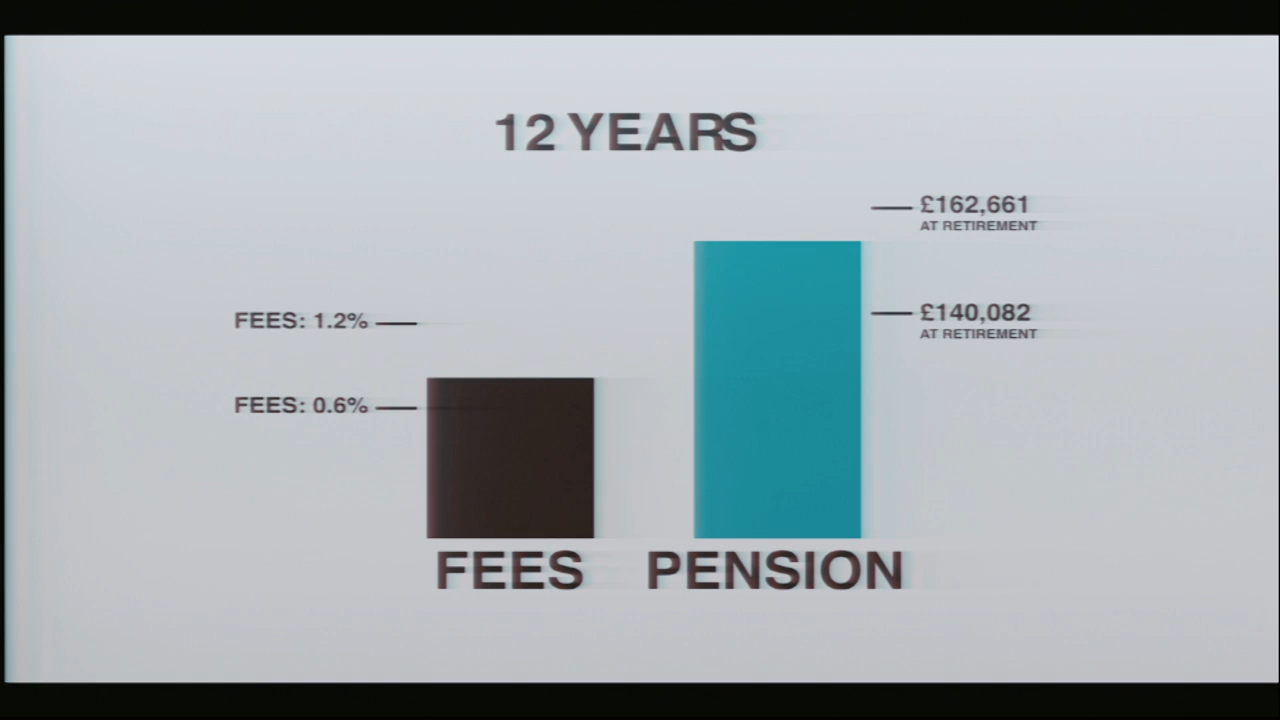 12 YEARS
£162,661
AT RETIREMENT
FEES: 1.2%
£140,082
AT RETIREMENT
FEES: 0.6%
FEES
PENSION